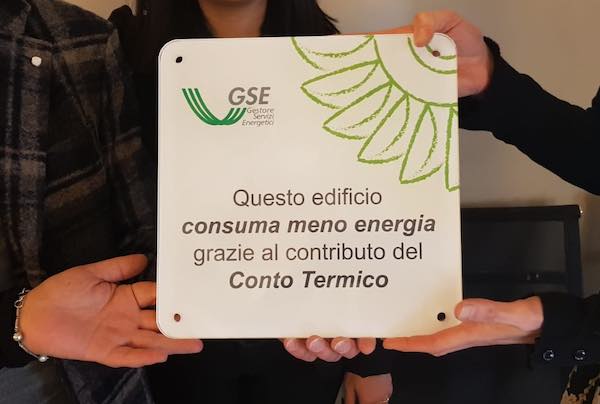 GSE
Gestore
Servizi
Energetici
Questo edificio
consuma meno energia
grazie al contributo del
Conto Termico